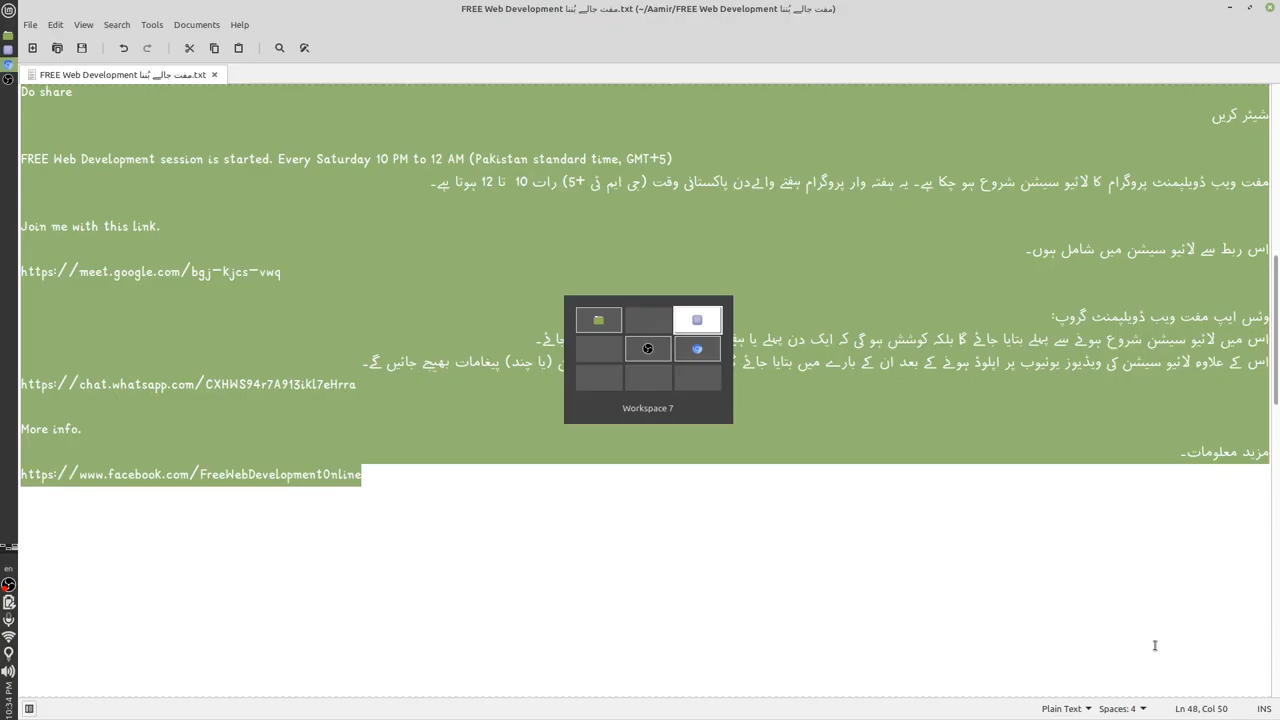 FREE Web Development مفت جالے بُننا.txt (~/Aamir/FREE Web Development مفت جالے بُننا)
File Edit View Search Tools Documents Help
FREE Web Development مفت جالے بُننا.txt
Do share
شیئر کریں
FREE Web Development session is started. Every Saturday 10 PM to 12 AM (Pakistan standard time, GMT+5)
مفت ویب ڈویلپمنٹ پروگرام کا لائیو سیشن شروع ہو چکا ہے۔ یہ ہفتہ وار پروگرام ہفتے والےدن پاکستانی وقت (جی ایم ٹی +5) رات 10 تا 12 ہوتا ہے۔
Join me with this link.
اس ربط سے لائیو سیشن میں شامل ہوں۔
https://meet.google.com/bgj-kjcs-vwq
وٹس ایپ مفت ویب ڈویلپمنٹ گروپ:
اس میں لائیو سیشن شروع ہونے سے پہلے بتایا جائے گا بلکہ کوشش ہو گی کہ ایک دن پہلے یا جائے۔
اس کے علاوہ لائیو سیشن کی ویڈیوز یوٹیوب پر اپلوڈ ہونے کے بعد ان کے بارے میں بتایا جائے (یا چند) پیغامات بھیجے جائیں گے۔
https://chat.whatsapp.com/CXHWS94r7A913iKl7eHrra
Workspace 7
More info.
مزید معلومات۔
https://www.facebook.com/FreeWebDevelopmentOnline
en
10:34 PM
Plain Text Spaces: 4 Ln 48, Col 50 INS